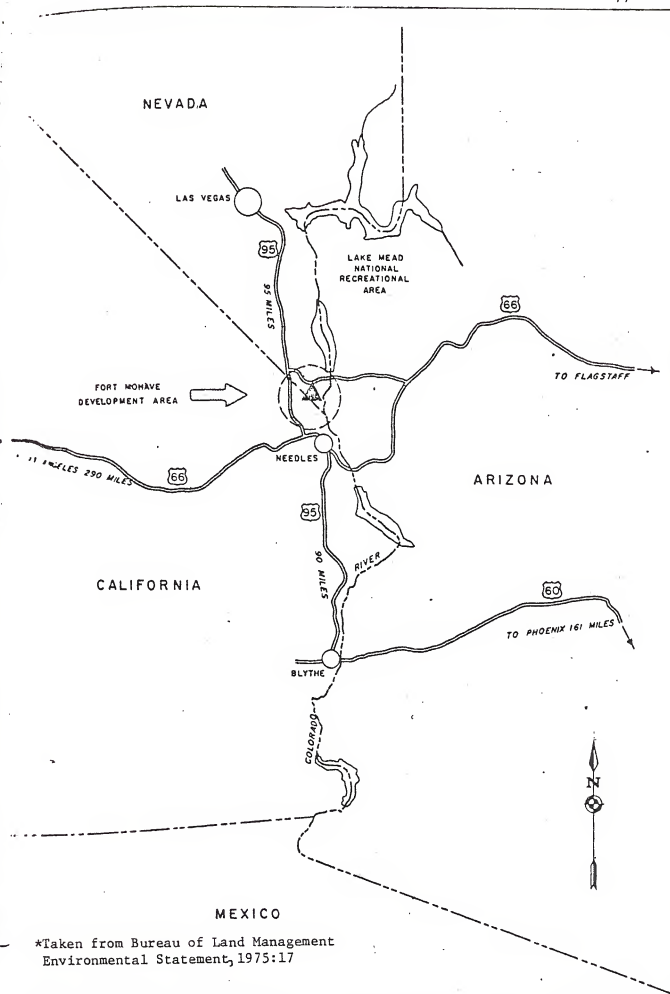 NEVADA
LAS VEGAS
95
95 MILES
LAKE MEAD
NATIONAL
RECREATIONAL
AREA
66
TO FLAGSTAFF
FORT MOHAVE
DEVELOPMENT AREA
NEEDLES
290 MILES
66
ARIZONA
95
90 MILES
RIVER
CALIFORNIA
60
TO PHOENIX 161 MILES
BLYTHE
COLORADO
N
MEXICO
*Taken from Bureau of Land Management
Environmental Statement, 1975:17